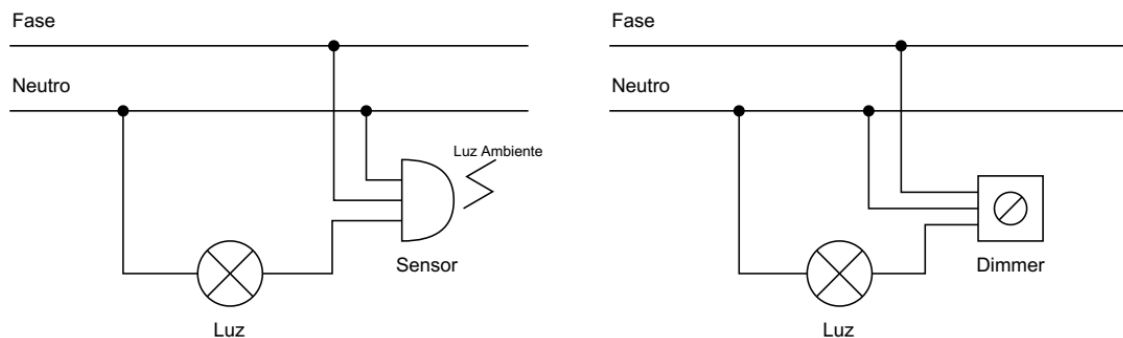 Fase
Neutro
Luz Ambiente
Sensor
Luz
Fase
Neutro
Dimmer
Luz